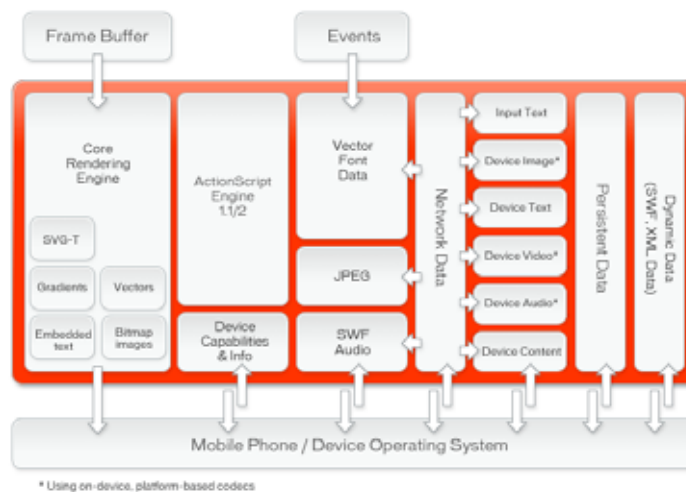 Frame Buffer
Events
Core
Rendering
Engine
SVG-T
Gradients
Vectors
Embedded
text
Bitmap
images
ActionScript
Engine
1.1/2
Device
Capabilities
& Info
Vector
Font
Data
JPEG
SWF
Audio
Network Data
Input Text
Device Image*
Device Text
Device Video*
Device Audio*
Device Content
Persistent Data
Dynamic Data
(SWF, XML Data)
Mobile Phone / Device Operating System
* Using on-device, platform-based codecs